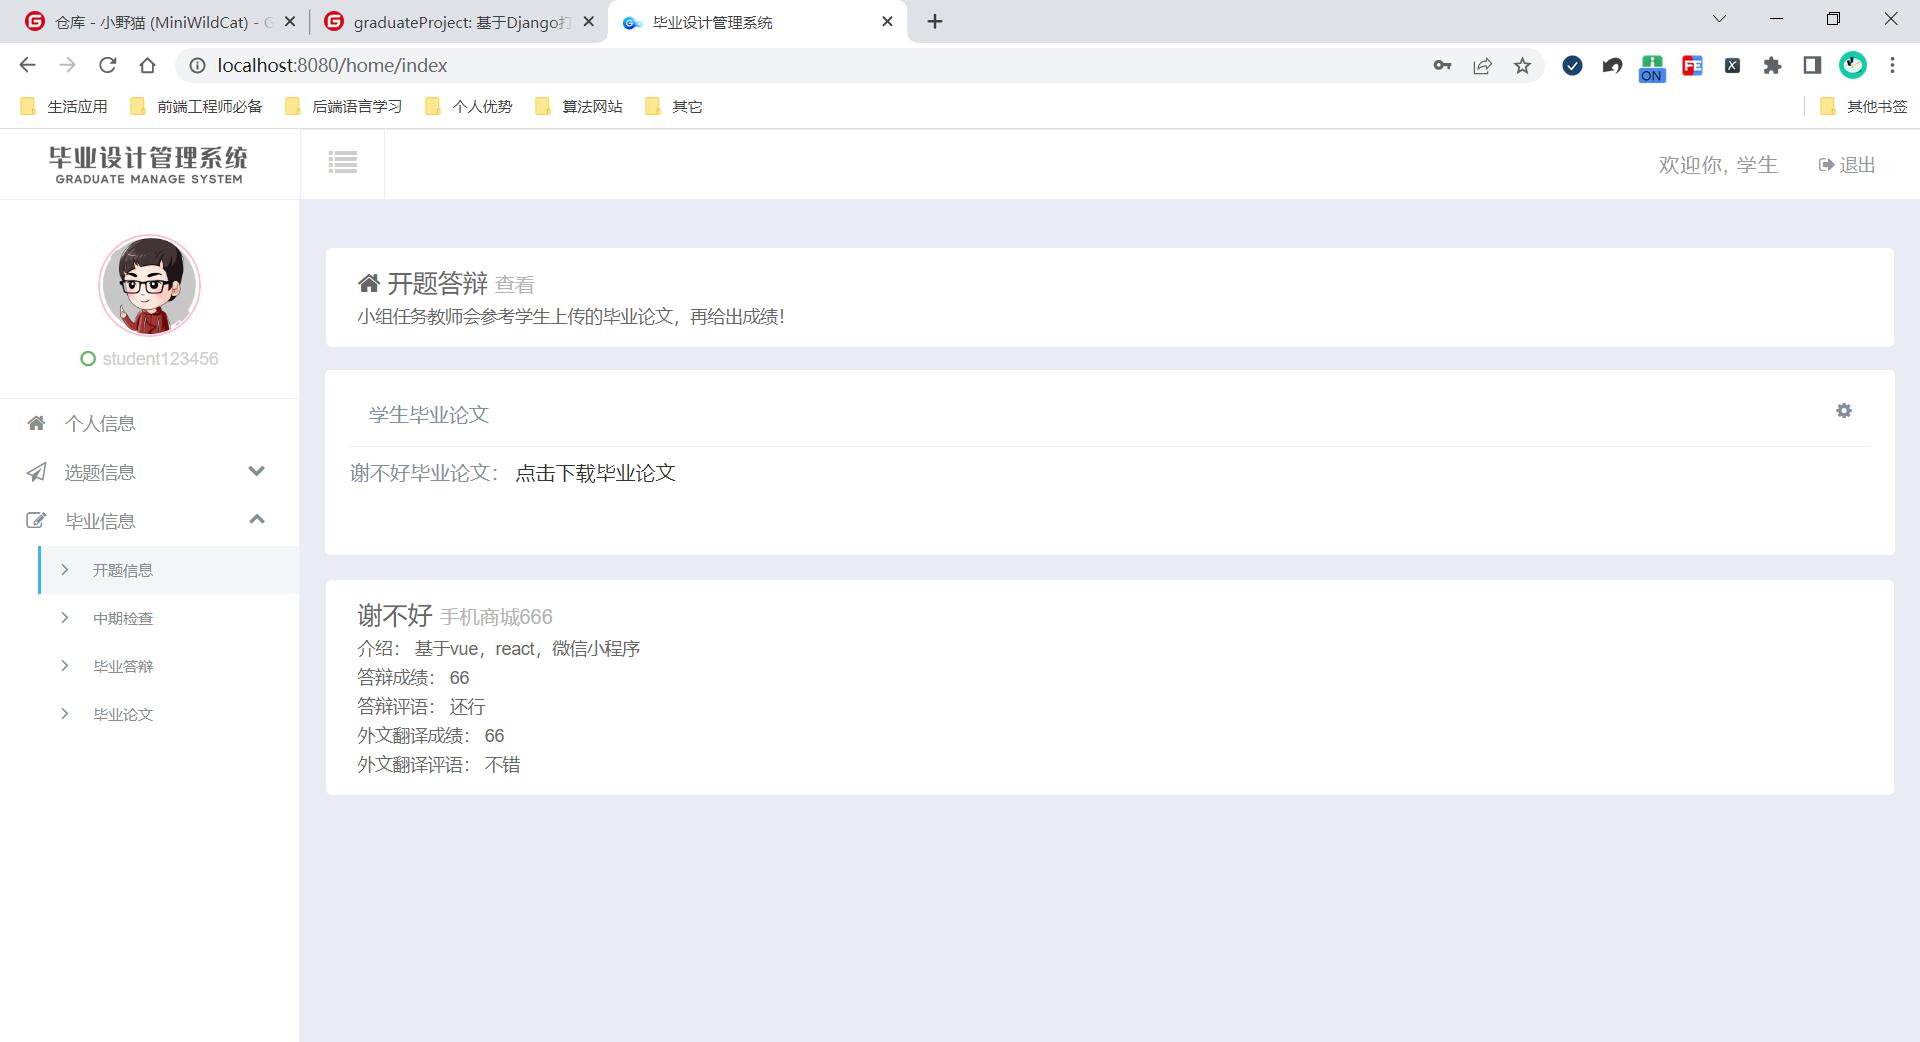 仓库 - 小野猫 (MiniWildCat) - G
graduateProject: 基于Django打
毕业设计管理系统
localhost:8080/home/index
ON
FE
X
生活应用
前端工程师必备
后端语言学习
个人优势
算法网站
其它
其他书签
毕业设计管理系统
GRADUATE MANAGE SYSTEM
欢迎你, 学生
退出
student123456
个人信息
选题信息
毕业信息
开题信息
中期检查
毕业答辩
毕业论文
开题答辩 查看
小组任务教师会参考学生上传的毕业论文，再给出成绩！
学生毕业论文
谢不好毕业论文： 点击下载毕业论文
谢不好 手机商城666
介绍： 基于vue，react，微信小程序
答辩成绩： 66
答辩评语： 还行
外文翻译成绩： 66
外文翻译评语： 不错